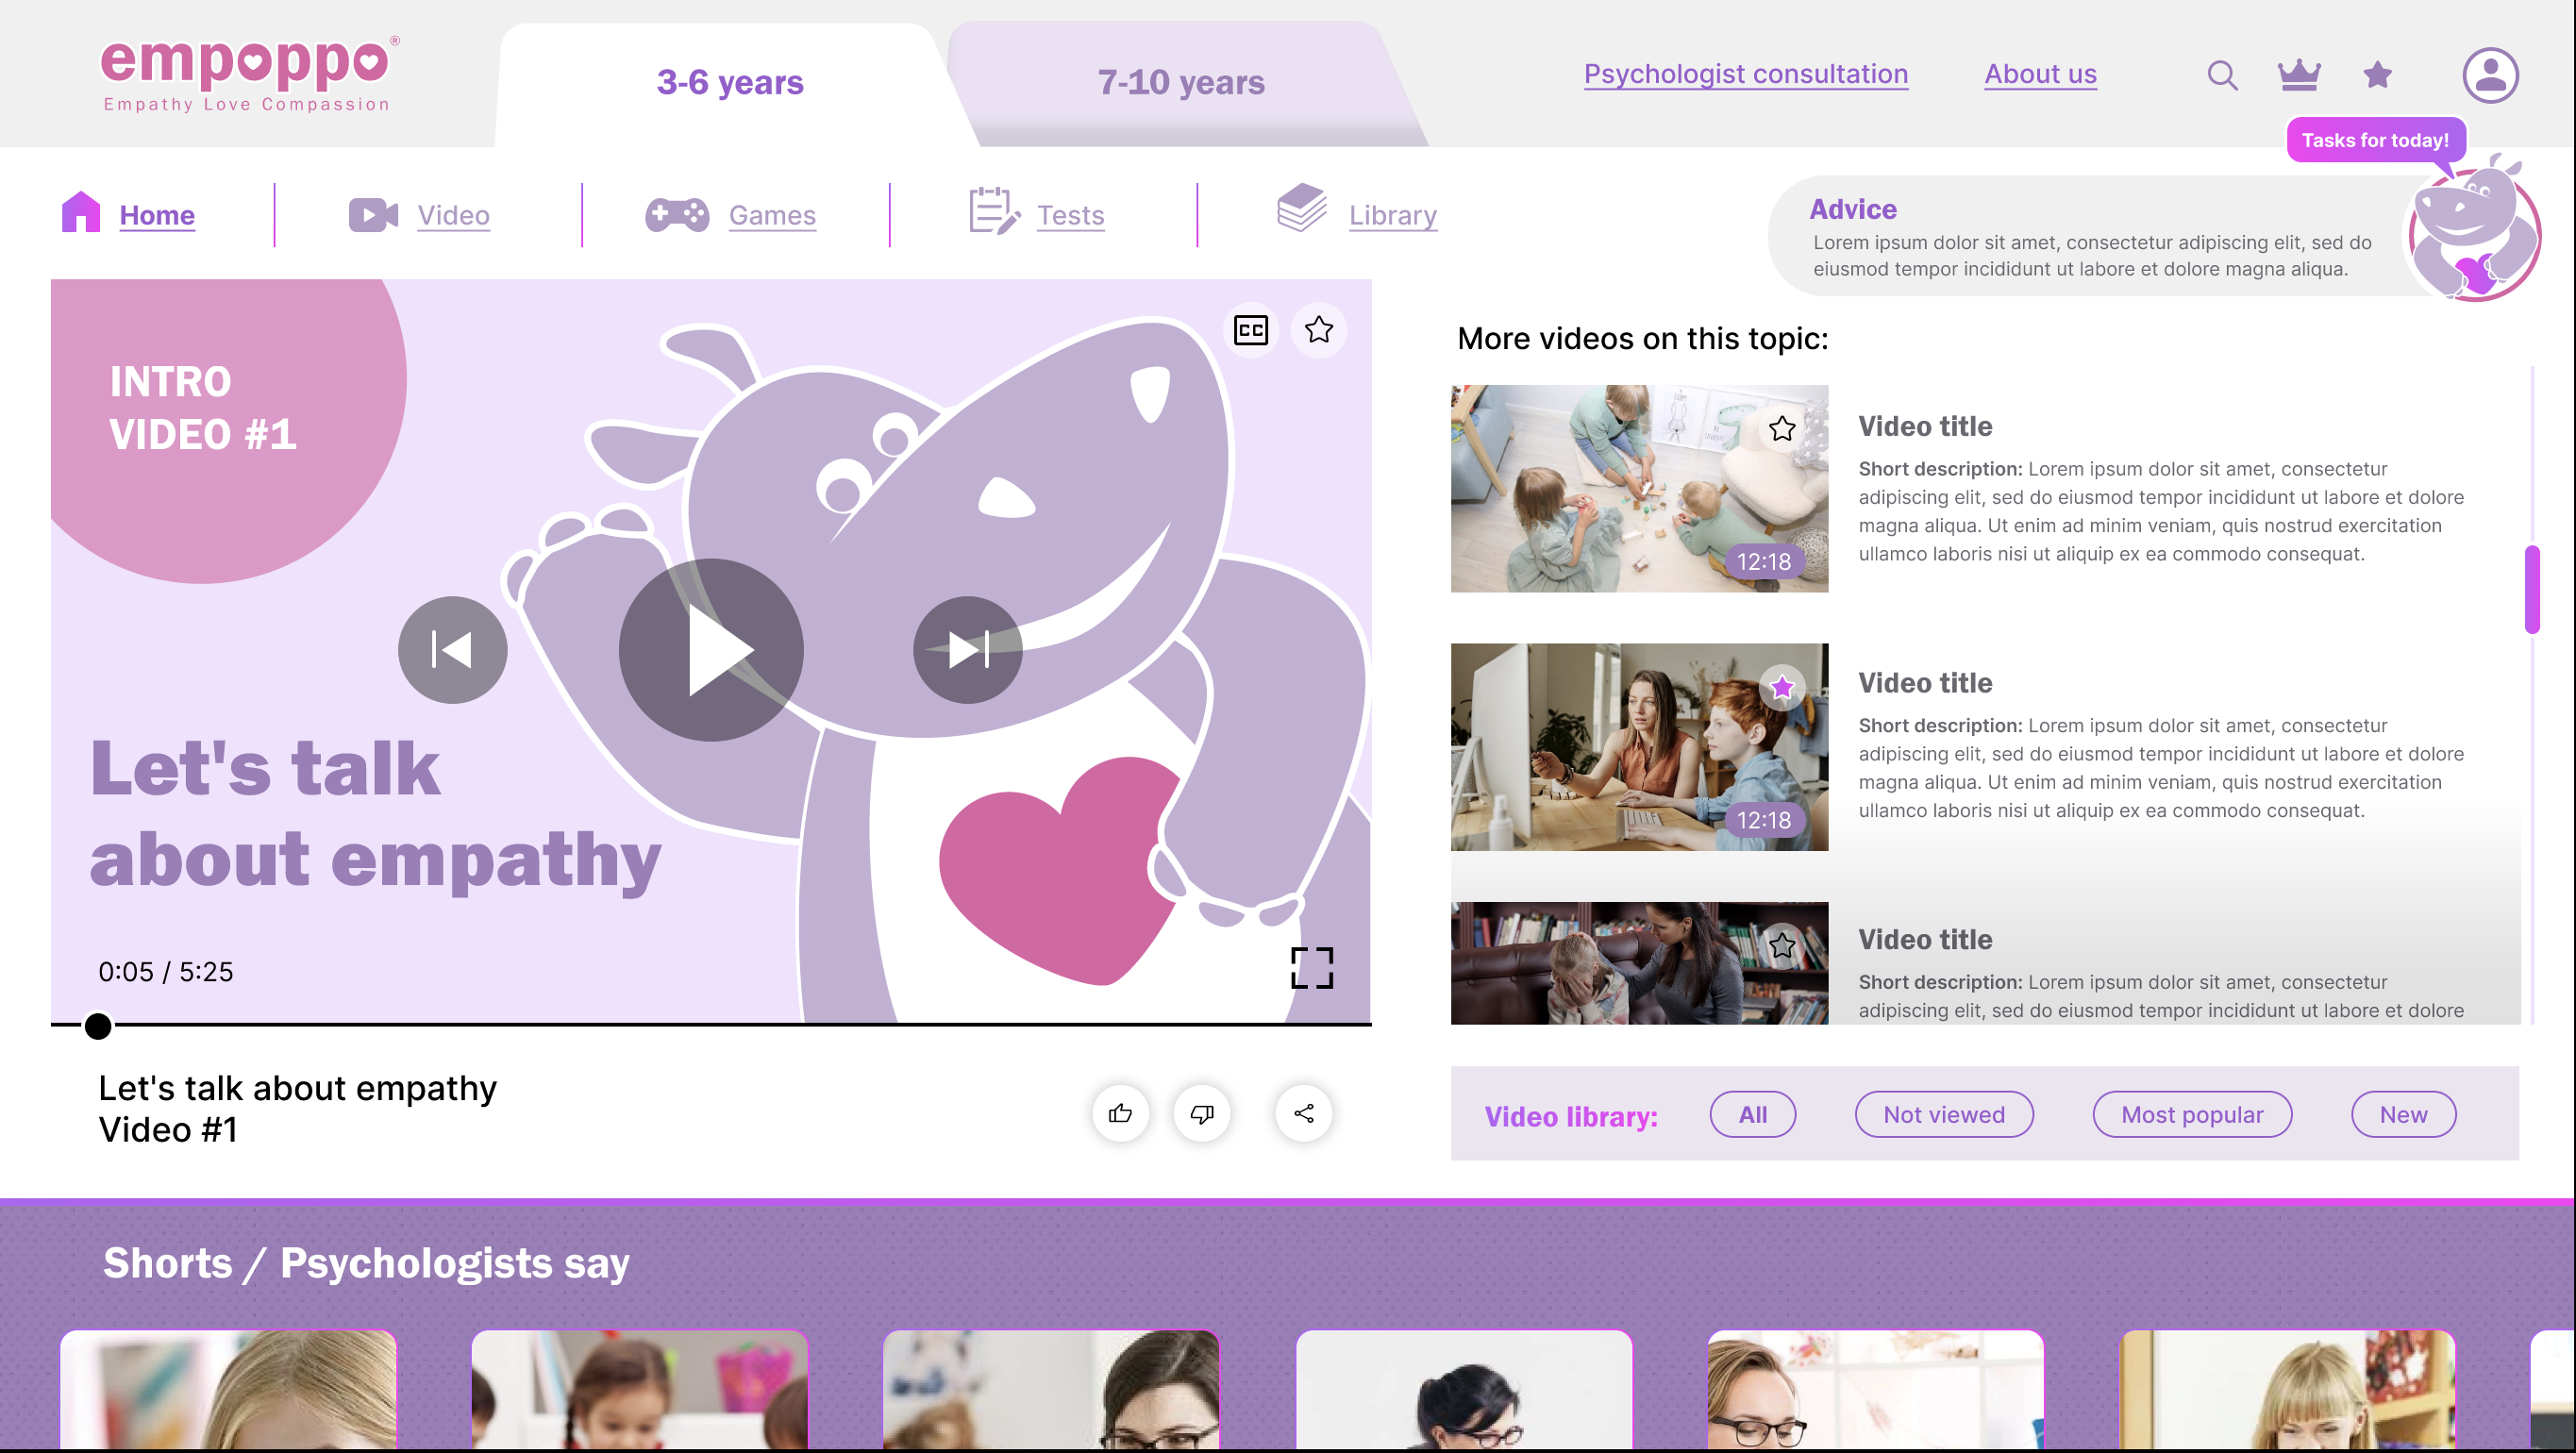 empoppo®
Empathy Love Compassion
3-6 years
7-10 years
Psychologist consultation
About us
Tasks for today!
Home
Video
Games
Tests
Library
Advice
Lorem ipsum dolor sit amet, consectetur adipiscing elit, sed do
eiusmod tempor incididunt ut labore et dolore magna aliqua.
INTRO
VIDEO #1
CC
Let's talk
about empathy
0:05 / 5:25
Let's talk about empathy
Video #1
More videos on this topic:
12:18
Video title
Short description: Lorem ipsum dolor sit amet, consectetur
adipiscing elit, sed do eiusmod tempor incididunt ut labore et dolore
magna aliqua. Ut enim ad minim veniam, quis nostrud exercitation
ullamco laboris nisi ut aliquip ex ea commodo consequat.
12:18
Video title
Short description: Lorem ipsum dolor sit amet, consectetur
adipiscing elit, sed do eiusmod tempor incididunt ut labore et dolore
magna aliqua. Ut enim ad minim veniam, quis nostrud exercitation
ullamco laboris nisi ut aliquip ex ea commodo consequat.
Video title
Short description: Lorem ipsum dolor sit amet, consectetur
adipiscing elit, sed do eiusmod tempor incididunt ut labore et dolore
Video library:
All
Not viewed
Most popular
New
Shorts / Psychologists say